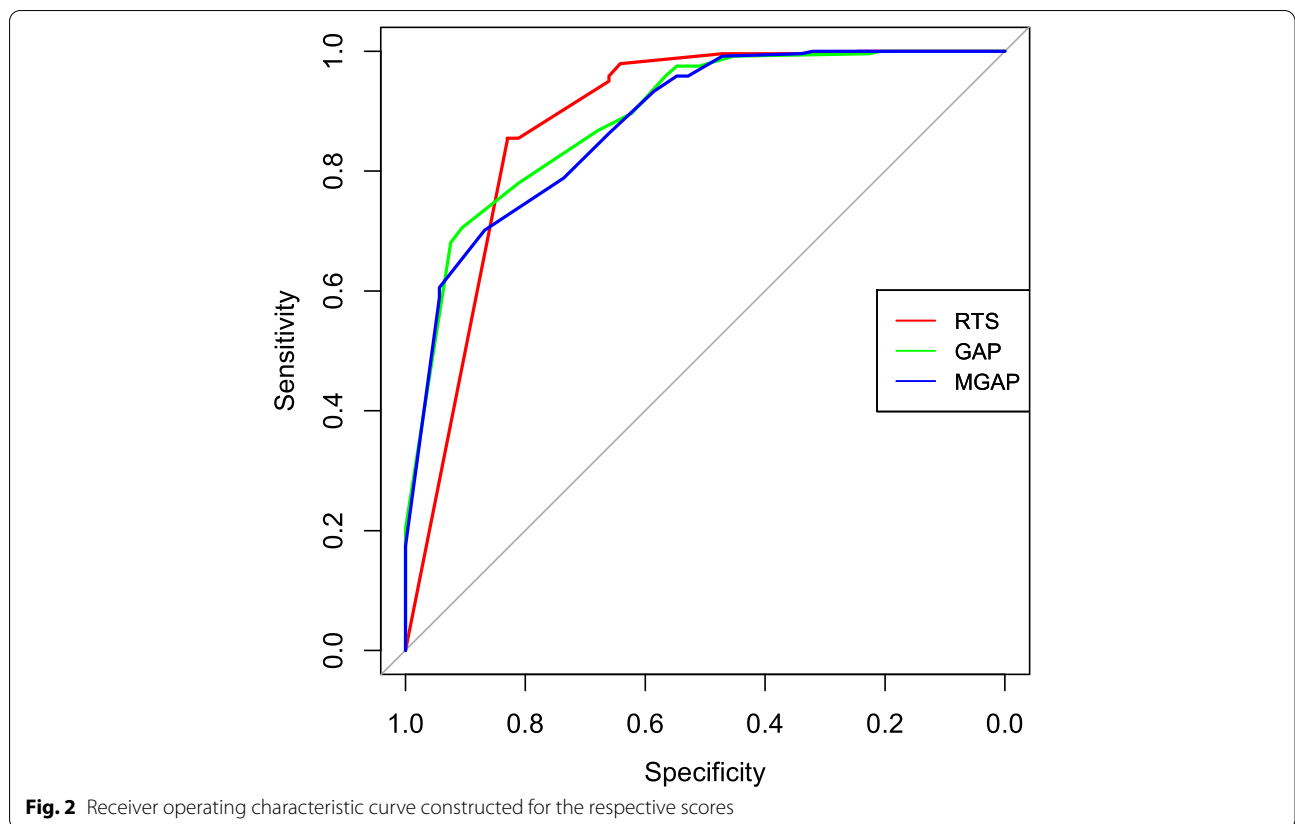 1.0
0.8
0.6
0.4
0.2
0.0
Sensitivity
RTS
GAP
MGAP
1.0 0.8 0.6 0.4 0.2 0.0
Specificity
Fig. 2 Receiver operating characteristic curve constructed for the respective scores